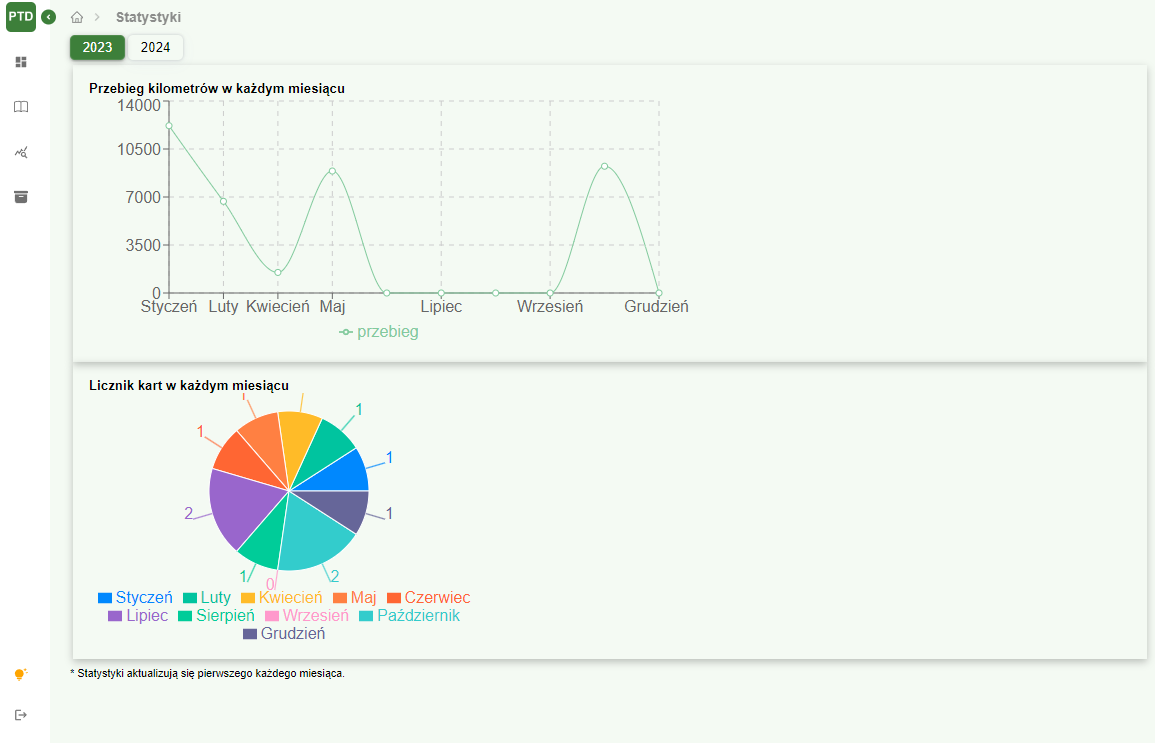 PTD
Statystyki
2023 2024
Przebieg kilometrów w każdym miesiącu
14000
10500
7000
3500
0
Styczeń Luty Kwiecień Maj Lipiec Wrzesień Grudzień
przebieg
Licznik kart w każdym miesiącu
1
1
1
2
1
1
0
2
Styczeń Luty Kwiecień Maj Czerwiec
Lipiec Sierpień Wrzesień Październik
Grudzień
* Statystyki aktualizują się pierwszego każdego miesiąca.